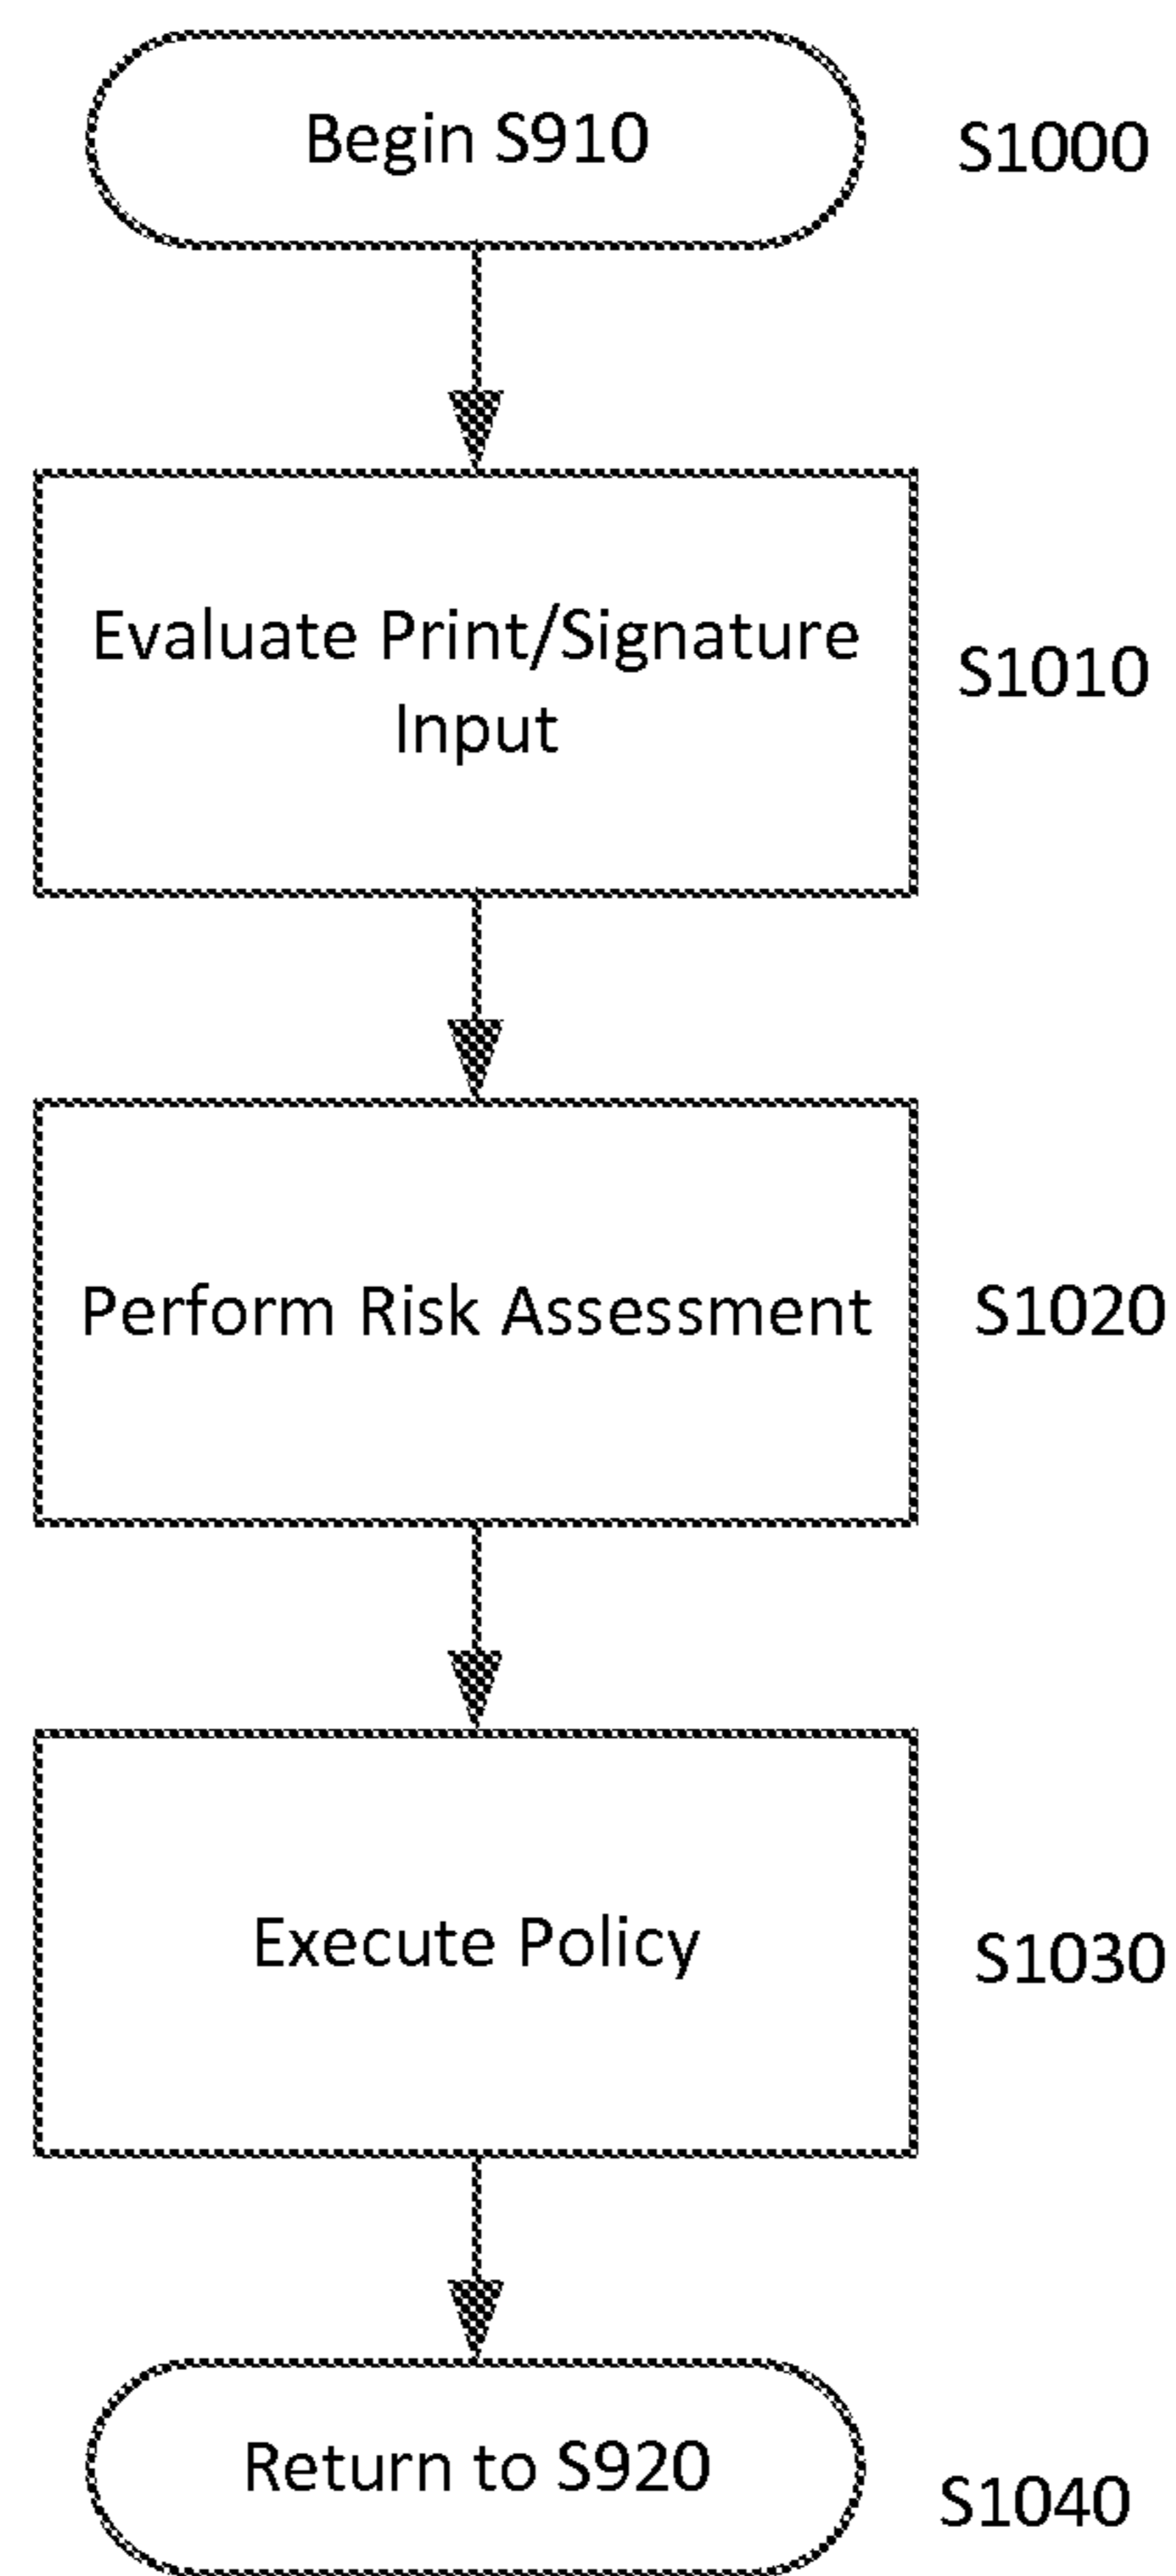 Begin S910
S1000
Evaluate Print/Signature
Input
S1010
Perform Risk Assessment
S1020
Execute Policy
S1030
Return to S920
S1040